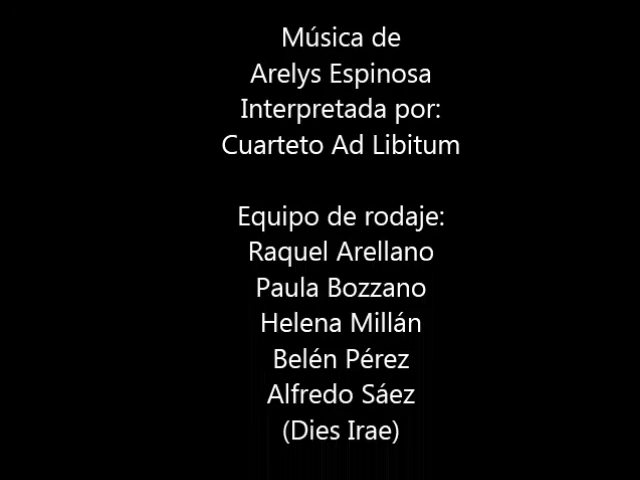 Música de
Arelys Espinosa
Interpretada por:
Cuarteto Ad Libitum
Equipo de rodaje:
Raquel Arellano
Paula Bozzano
Helena Millán
Belén Pérez
Alfredo Sáez
(Dies Irae)